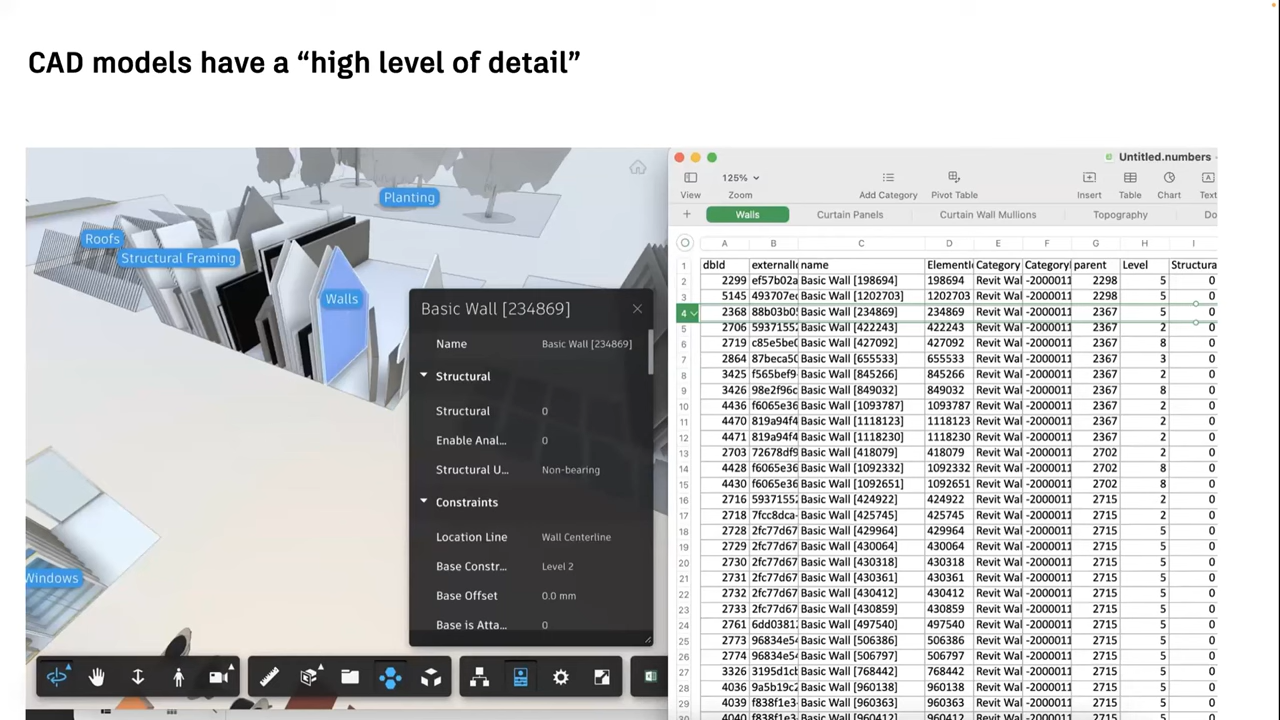 CAD models have a “high level of detail”
Planting
Roofs
Structural Framing
Walls
Windows
Basic Wall [234869]
Name Basic Wall [234869]
Structural
Structural 0
Enable Anal... 0
Structural U... Non-bearing
Constraints
Location Line Wall Centerline
Base Constr... Level 2
Base Offset 0.0 mm
Base is Atta... 0
Untitled.numbers
125%
View Zoom Add Category Pivot Table Insert Table Chart Text
Walls Curtain Panels Curtain Wall Mullions Topography Do
A B C D E F G H I
1 dbId externalI name ElementI Category Category parent Level Structura
2 2299 ef57b02a Basic Wall [198694] 198694 Revit Wal -2000011 2298 5 0
3 5145 493707e Basic Wall [1202703] 1202703 Revit Wal -2000011 2298 5 0
4 2368 88b03b0 Basic Wall [234869] 234869 Revit Wal -2000011 2367 5 0
5 2706 5937155 Basic Wall [422243] 422243 Revit Wal -2000011 2367 2 0
6 2719 c85e5be Basic Wall [427092] 427092 Revit Wal -2000011 2367 8 0
7 2864 87beca5 Basic Wall [655533] 655533 Revit Wal -2000011 2367 3 0
8 3425 f565bef9 Basic Wall [845266] 845266 Revit Wal -2000011 2367 2 0
9 3426 98e2f96 Basic Wall [849032] 849032 Revit Wal -2000011 2367 8 0
10 4436 f6065e36 Basic Wall [1093787] 1093787 Revit Wal -2000011 2367 2 0
11 4470 819a94f4 Basic Wall [1118123] 1118123 Revit Wal -2000011 2367 2 0
12 4471 819a94f4 Basic Wall [1118230] 1118230 Revit Wal -2000011 2367 2 0
13 2703 72678df9 Basic Wall [418079] 418079 Revit Wal -2000011 2702 2 0
14 4428 f6065e36 Basic Wall [1092332] 1092332 Revit Wal -2000011 2702 8 0
15 4430 f6065e36 Basic Wall [1092651] 1092651 Revit Wal -2000011 2702 8 0
16 2716 5937155 Basic Wall [424922] 424922 Revit Wal -2000011 2715 2 0
17 2718 7fcc8dca- Basic Wall [425745] 425745 Revit Wal -2000011 2715 2 0
18 2728 2fc77d67 Basic Wall [429964] 429964 Revit Wal -2000011 2715 5 0
19 2729 2fc77d67 Basic Wall [430064] 430064 Revit Wal -2000011 2715 5 0
20 2730 2fc77d67 Basic Wall [430318] 430318 Revit Wal -2000011 2715 5 0
21 2731 2fc77d67 Basic Wall [430361] 430361 Revit Wal -2000011 2715 5 0
22 2732 2fc77d67 Basic Wall [430412] 430412 Revit Wal -2000011 2715 5 0
23 2733 2fc77d67 Basic Wall [430859] 430859 Revit Wal -2000011 2715 5 0
24 2761 6dd0381 Basic Wall [497540] 497540 Revit Wal -2000011 2715 5 0
25 2773 96834e54 Basic Wall [506386] 506386 Revit Wal -2000011 2715 5 0
26 2774 96834e54 Basic Wall [506797] 506797 Revit Wal -2000011 2715 5 0
27 3326 3195d1c Basic Wall [768442] 768442 Revit Wal -2000011 2715 2 0
28 4036 9a5b19c Basic Wall [960138] 960138 Revit Wal -2000011 2715 5 0
29 4039 f838f1e3 Basic Wall [960363] 960363 Revit Wal -2000011 2715 5 0
4040 f838f1e3 Basic Wall [960412] 960412 Revit Wal -2000011 2715 5 0